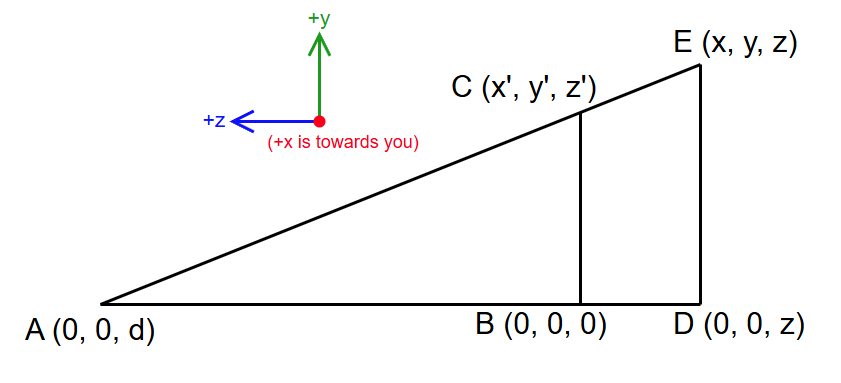 +y
E (x, y, z)
C (x', y', z')
+z
(+x is towards you)
A (0, 0, d)
B (0, 0, 0)
D (0, 0, z)